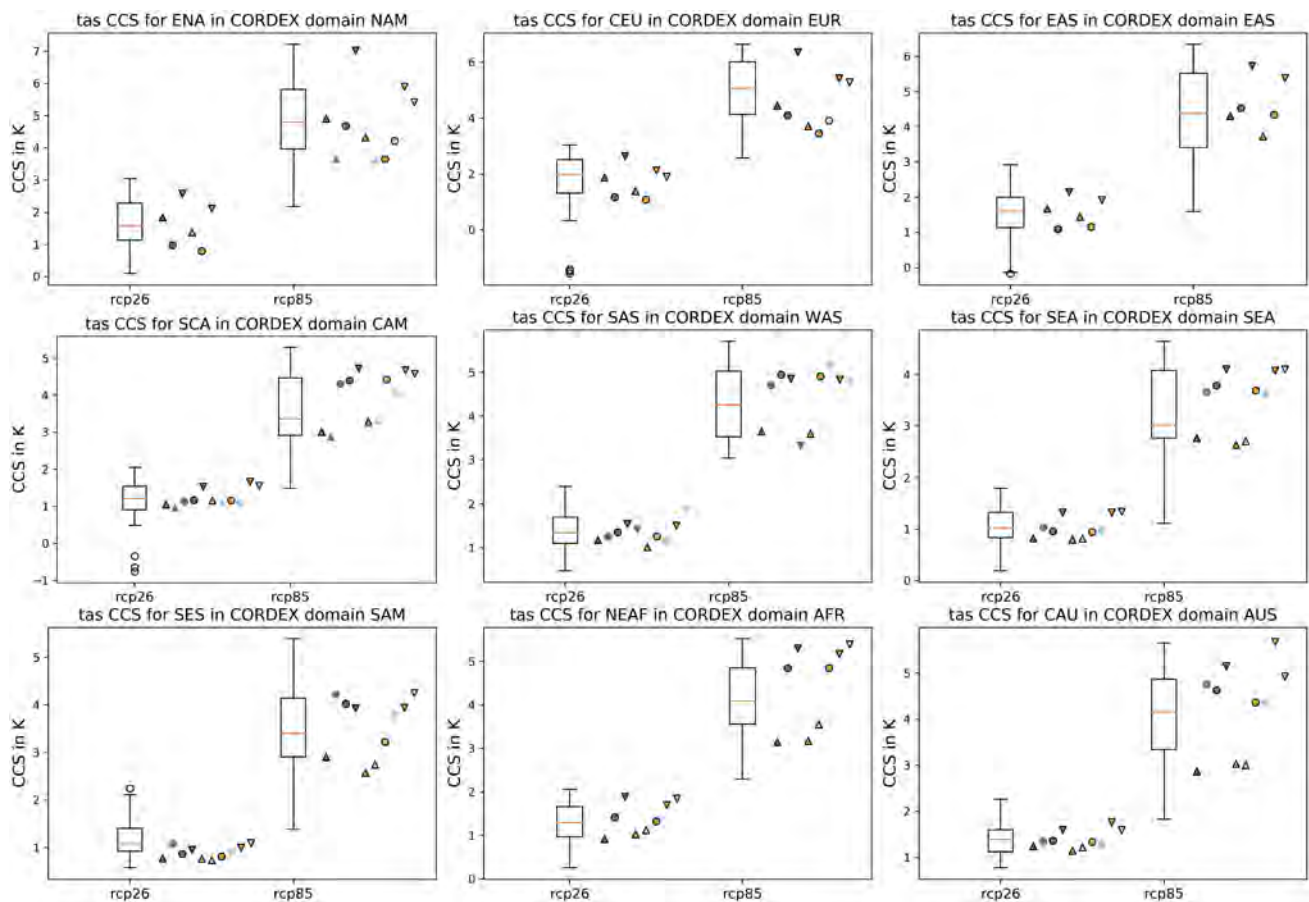 tas CCS for ENA in CORDEX domain NAM
CCS in K
7
6
5
4
3
2
1
0
rcp26
rcp85
tas CCS for CEU in CORDEX domain EUR
CCS in K
6
4
2
0
rcp26
rcp85
tas CCS for EAS in CORDEX domain EAS
CCS in K
6
5
4
3
2
1
0
rcp26
rcp85
tas CCS for SCA in CORDEX domain CAM
CCS in K
5
4
3
2
1
0
−1
rcp26
rcp85
tas CCS for SAS in CORDEX domain WAS
CCS in K
5
4
3
2
1
rcp26
rcp85
tas CCS for SEA in CORDEX domain SEA
CCS in K
4
3
2
1
0
rcp26
rcp85
tas CCS for SES in CORDEX domain SAM
CCS in K
5
4
3
2
1
rcp26
rcp85
tas CCS for NEAF in CORDEX domain AFR
CCS in K
5
4
3
2
1
0
rcp26
rcp85
tas CCS for CAU in CORDEX domain AUS
CCS in K
5
4
3
2
1
rcp26
rcp85